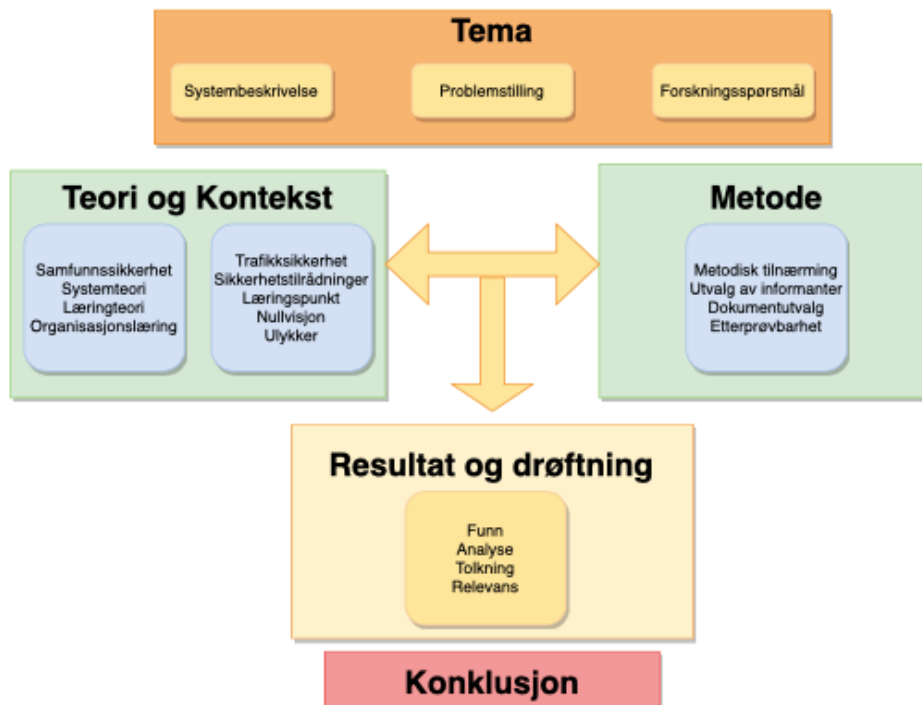 Tema
Systembeskrivelse
Problemstilling
Forskningsspørsmål
Teori og Kontekst
Samfunnssikkerhet
Systemteori
Læringteori
Organisasjonslæring
Trafikksikkerhet
Sikkerhetstilrådninger
Læringspunkt
Nullvisjon
Ulykker
Metode
Metodisk tilnærming
Utvalg av informanter
Dokumentutvalg
Etterprøvbarhet
Resultat og drøftning
Funn
Analyse
Tolkning
Relevans
Konklusjon